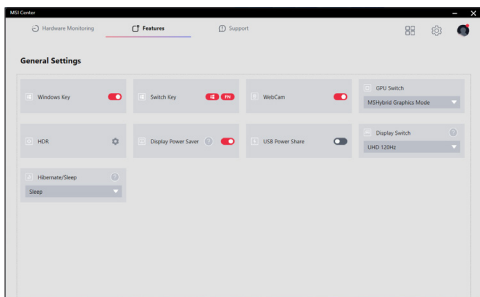 MSI Center
Hardware Monitoring
Features
Support
General Settings
Windows Key
Switch Key
FN
WebCam
GPU Switch
MSHybrid Graphics Mode
HDR
Display Power Saver
USB Power Share
Display Switch
UHD 120Hz
Hibernate/Sleep
Sleep